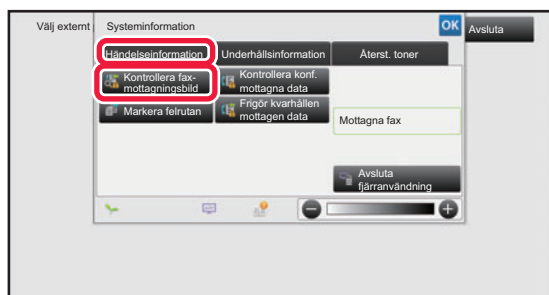 Välj externt
Systeminformation
OK
Avsluta
Händelseinformation
Underhållsinformation
Återst. toner
Kontrollera fax-
mottagningsbild
Kontrollera konf.
mottagna data
Markera felrutan
Frigör kvarhållen
mottagen data
Mottagna fax
Avsluta
fjärranvändning